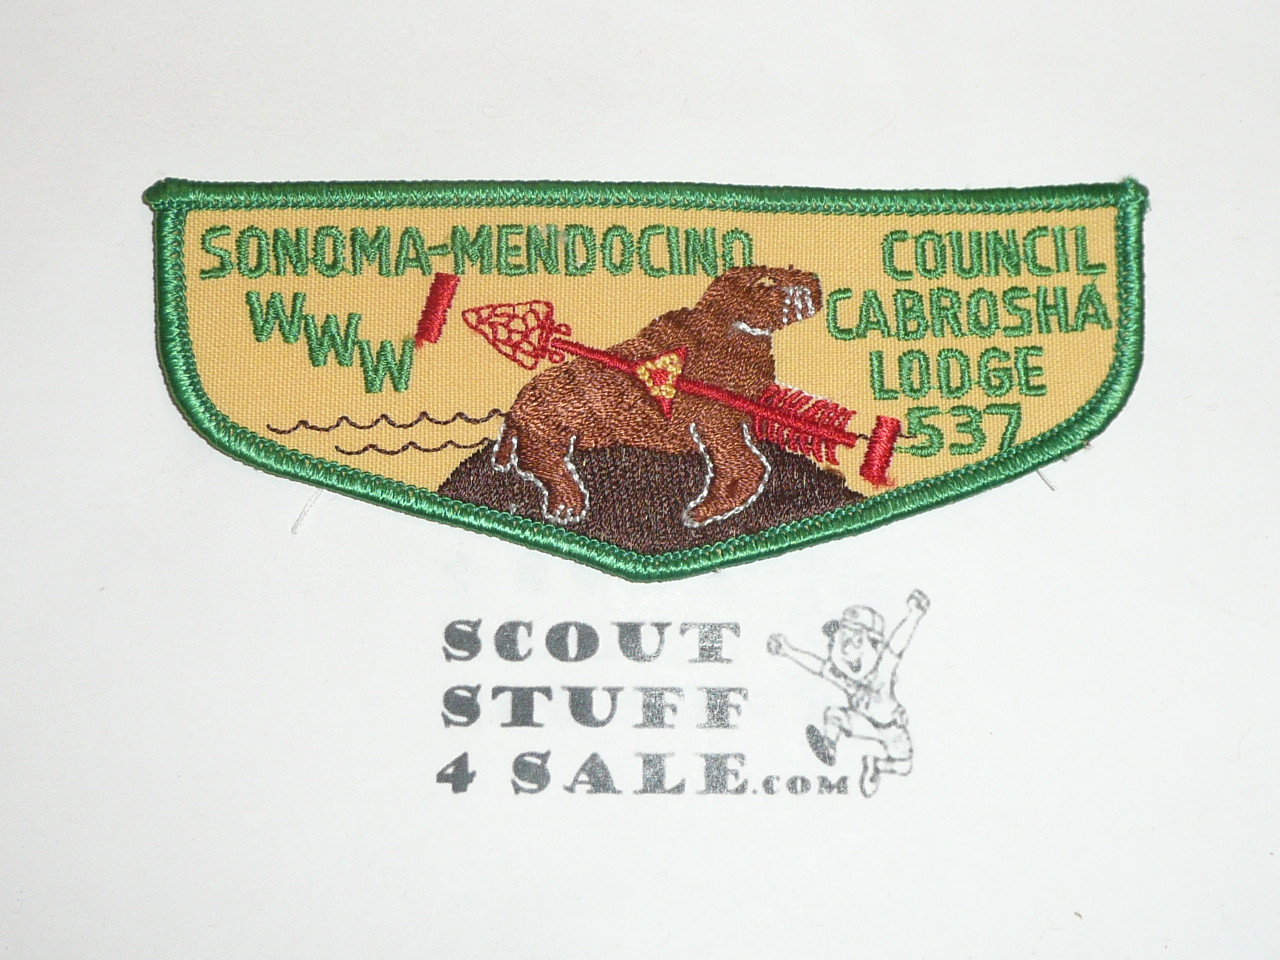 SONOMA-MENDOCINO COUNCIL
WWW
CABROSHA
LODGE
537
SCOUT
STUFF
4 SALE.COM